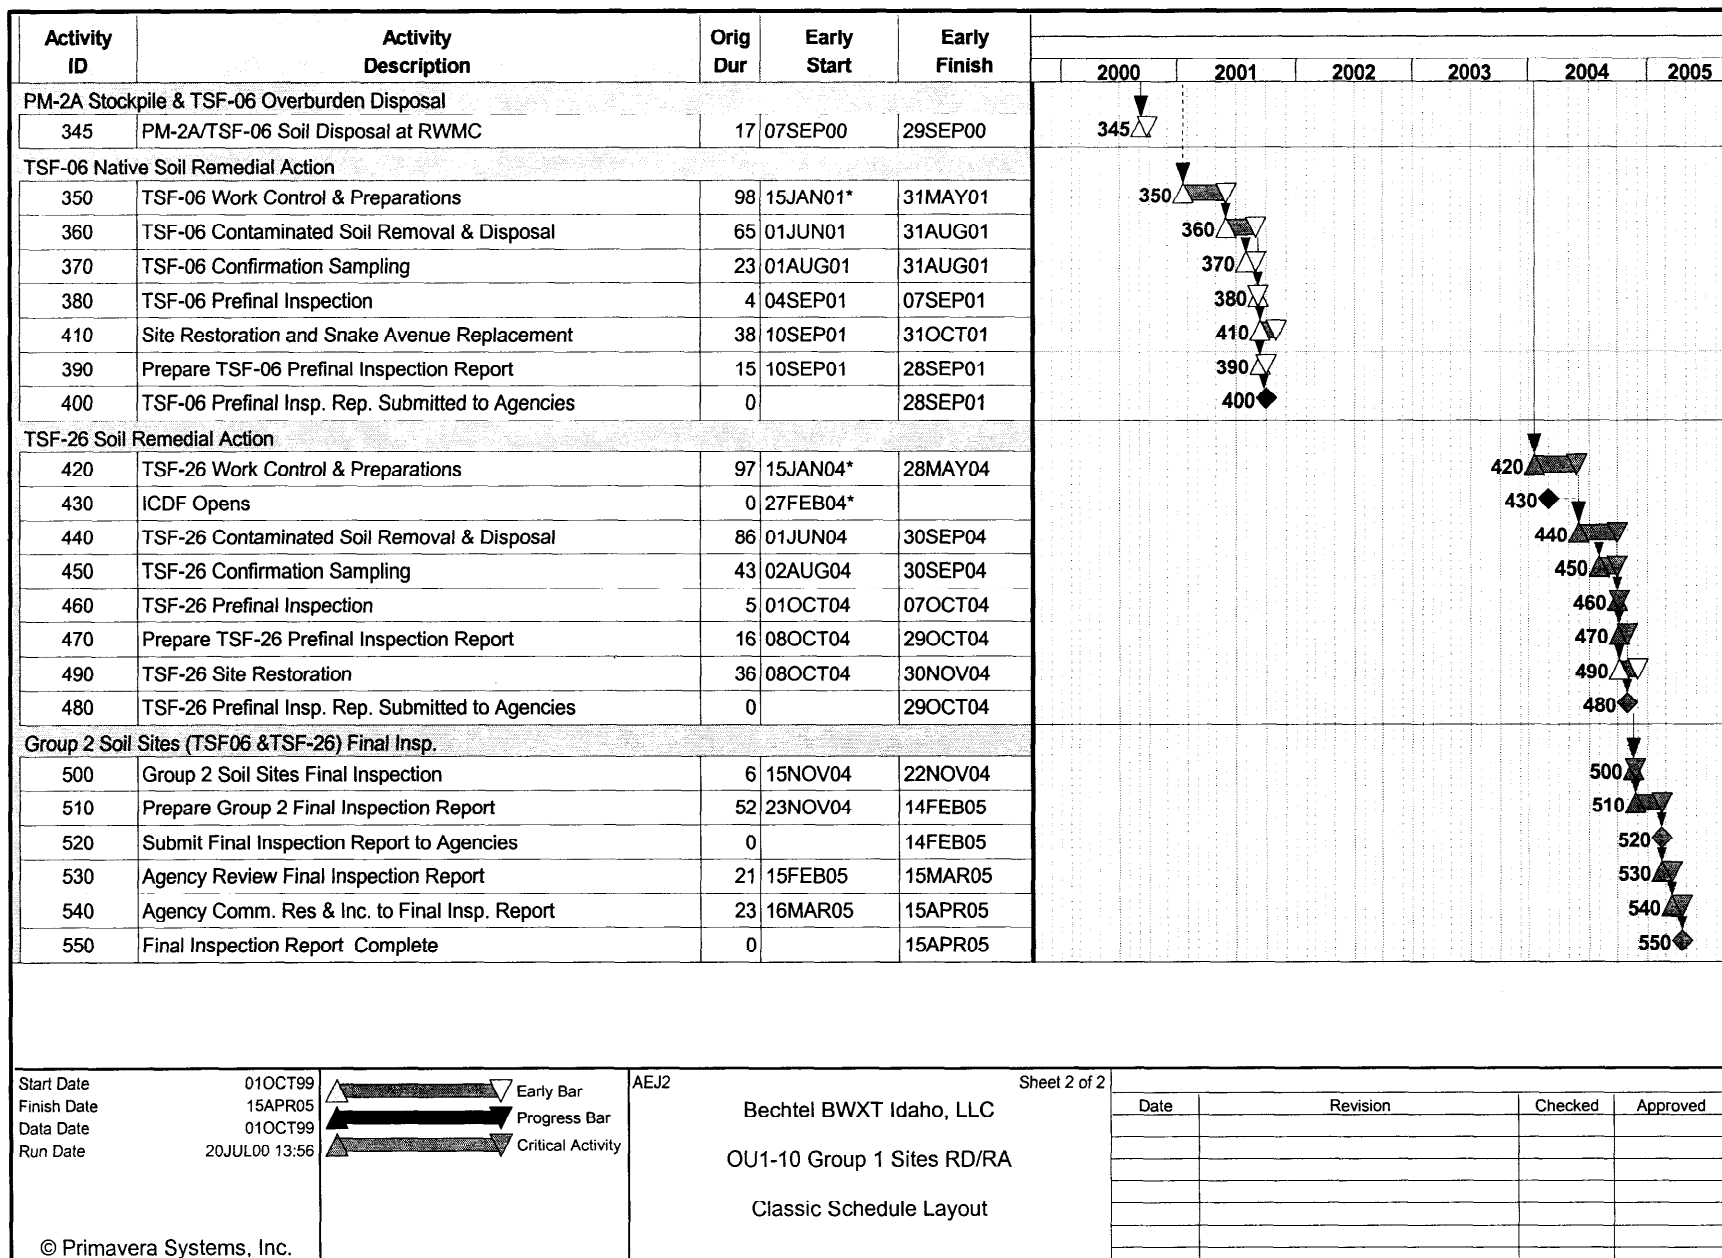 Activity ID Activity Description Orig Dur Early Start Early Finish 2000 2001 2002 2003 2004 2005
PM-2A Stockpile & TSF-06 Overburden Disposal
345 PM-2A/TSF-06 Soil Disposal at RWMC 17 07SEP00 29SEP00 345
TSF-06 Native Soil Remedial Action
350 TSF-06 Work Control & Preparations 98 15JAN01* 31MAY01 350
360 TSF-06 Contaminated Soil Removal & Disposal 65 01JUN01 31AUG01 360
370 TSF-06 Confirmation Sampling 23 01AUG01 31AUG01 370
380 TSF-06 Prefinal Inspection 4 04SEP01 07SEP01 380
410 Site Restoration and Snake Avenue Replacement 38 10SEP01 31OCT01 410
390 Prepare TSF-06 Prefinal Inspection Report 15 10SEP01 28SEP01 390
400 TSF-06 Prefinal Insp. Rep. Submitted to Agencies 0 28SEP01 400
TSF-26 Soil Remedial Action
420 TSF-26 Work Control & Preparations 97 15JAN04* 28MAY04 420
430 ICDF Opens 0 27FEB04* 430
440 TSF-26 Contaminated Soil Removal & Disposal 86 01JUN04 30SEP04 440
450 TSF-26 Confirmation Sampling 43 02AUG04 30SEP04 450
460 TSF-26 Prefinal Inspection 5 01OCT04 07OCT04 460
470 Prepare TSF-26 Prefinal Inspection Report 16 08OCT04 29OCT04 470
490 TSF-26 Site Restoration 36 08OCT04 30NOV04 490
480 TSF-26 Prefinal Insp. Rep. Submitted to Agencies 0 29OCT04 480
Group 2 Soil Sites (TSF06 &TSF-26) Final Insp.
500 Group 2 Soil Sites Final Inspection 6 15NOV04 22NOV04 500
510 Prepare Group 2 Final Inspection Report 52 23NOV04 14FEB05 510
520 Submit Final Inspection Report to Agencies 0 14FEB05 520
530 Agency Review Final Inspection Report 21 15FEB05 15MAR05 530
540 Agency Comm. Res & Inc. to Final Insp. Report 23 16MAR05 15APR05 540
550 Final Inspection Report Complete 0 15APR05 550
Start Date 01OCT99
Finish Date 15APR05
Data Date 01OCT99
Run Date 20JUL00 13:56
© Primavera Systems, Inc.
Early Bar
Progress Bar
Critical Activity
AEJ2 Sheet 2 of 2
Bechtel BWXT Idaho, LLC
OU1-10 Group 1 Sites RD/RA
Classic Schedule Layout
Date Revision Checked Approved